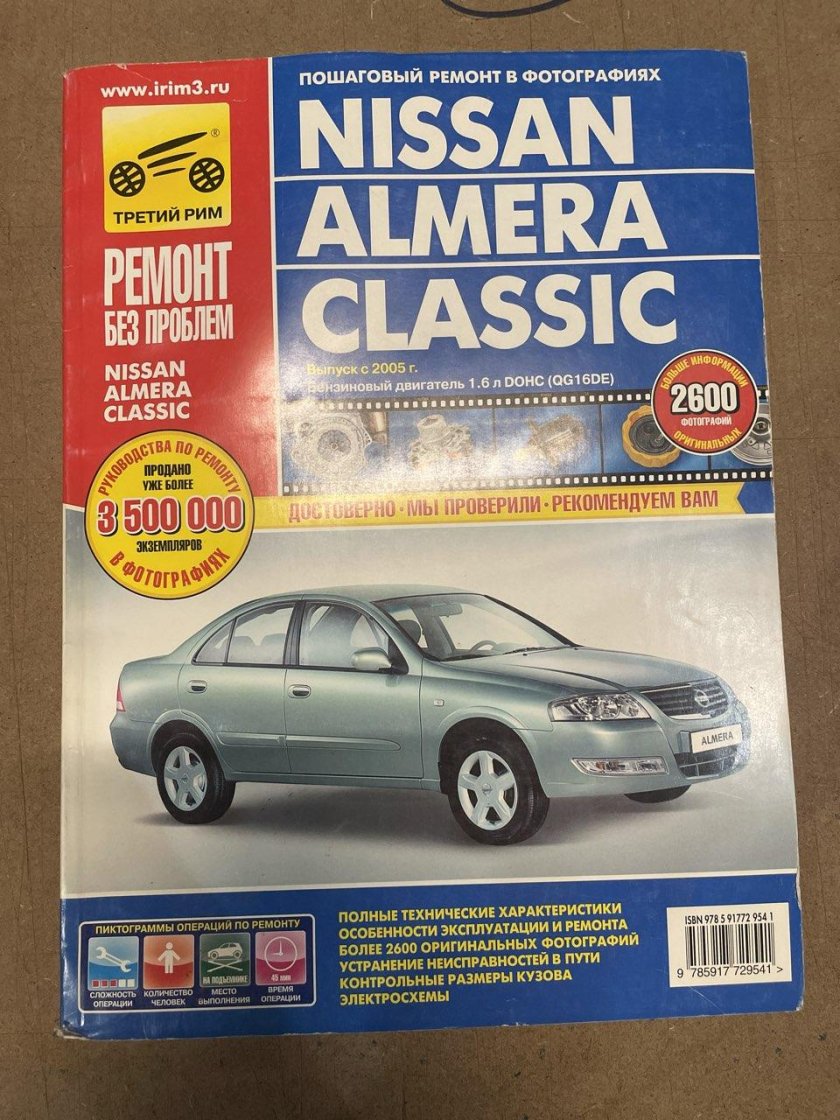 www.irim3.ru
®
ТРЕТИЙ РИМ
РЕМОНТ
БЕЗ ПРОБЛЕМ
NISSAN
ALMERA
CLASSIC
ПОШАГОВЫЙ РЕМОНТ В ФОТОГРАФИЯХ
NISSAN
ALMERA
CLASSIC
Выпуск с 2005 г.
Бензиновый двигатель 1.6 л DOHC (QG16DE)
БОЛЬШЕ ИНФОРМАЦИИ
2600
ФОТОГРАФИЙ
ОРИГИНАЛЬНЫХ
РУКОВОДСТВА ПО РЕМОНТУ
ПРОДАНО
УЖЕ БОЛЕЕ
3 500 000
ЭКЗЕМПЛЯРОВ
В ФОТОГРАФИЯХ
ДОСТОВЕРНО · МЫ ПРОВЕРИЛИ · РЕКОМЕНДУЕМ ВАМ
ALMERA
ПИКТОГРАММЫ ОПЕРАЦИЙ ПО РЕМОНТУ
СЛОЖНОСТЬ
ОПЕРАЦИИ
КОЛИЧЕСТВО
ЧЕЛОВЕК
НА ПОДЪЕМНИКЕ
МЕСТО
ВЫПОЛНЕНИЯ
45 мин
ВРЕМЯ
ОПЕРАЦИИ
ПОЛНЫЕ ТЕХНИЧЕСКИЕ ХАРАКТЕРИСТИКИ
ОСОБЕННОСТИ ЭКСПЛУАТАЦИИ И РЕМОНТА
БОЛЕЕ 2600 ОРИГИНАЛЬНЫХ ФОТОГРАФИЙ
УСТРАНЕНИЕ НЕИСПРАВНОСТЕЙ В ПУТИ
КОНТРОЛЬНЫЕ РАЗМЕРЫ КУЗОВА
ЭЛЕКТРОСХЕМЫ
ISBN 978 5 91772 954 1
9 785917 729541 >